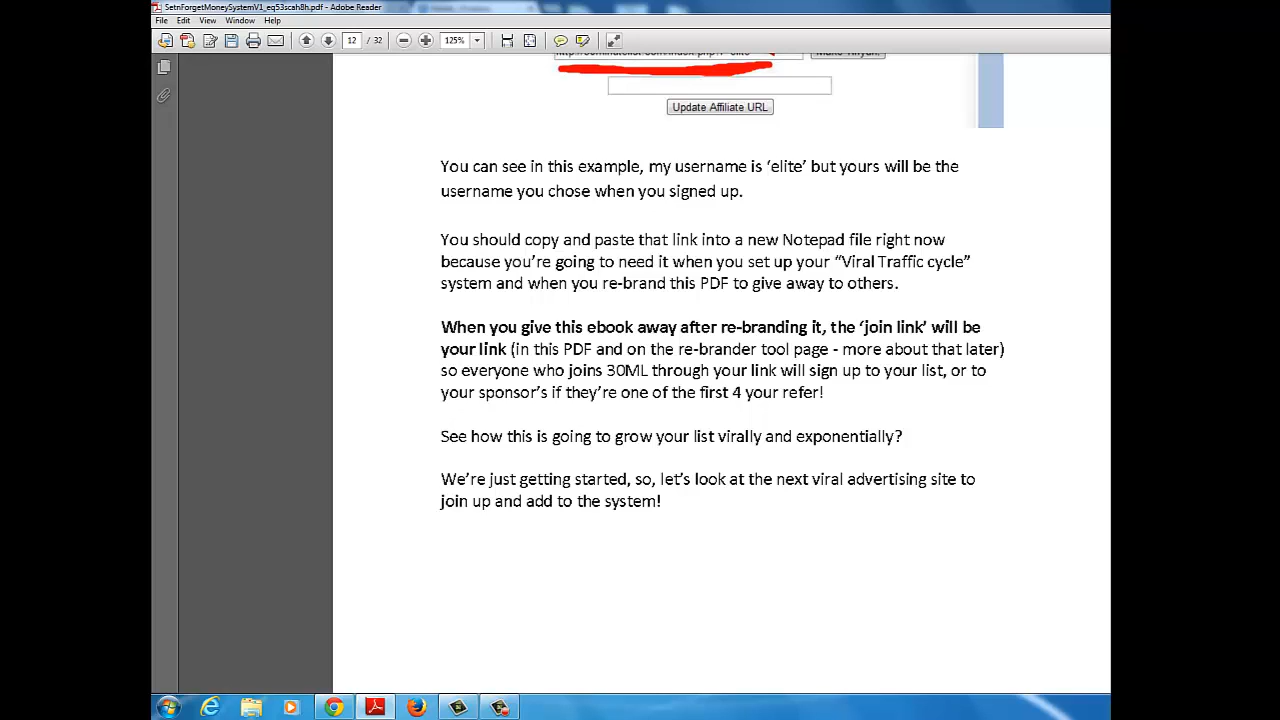 SetnForgetMoneySystemV1_eq53scah8h.pdf - Adobe Reader
File Edit View Window Help
12 / 32 125%
Update Affiliate URL
You can see in this example, my username is ‘elite’ but yours will be the
username you chose when you signed up.
You should copy and paste that link into a new Notepad file right now
because you’re going to need it when you set up your “Viral Traffic cycle”
system and when you re-brand this PDF to give away to others.
When you give this ebook away after re-branding it, the ‘join link’ will be
your link (in this PDF and on the re-brander tool page - more about that later)
so everyone who joins 30ML through your link will sign up to your list, or to
your sponsor’s if they’re one of the first 4 your refer!
See how this is going to grow your list virally and exponentially?
We’re just getting started, so, let’s look at the next viral advertising site to
join up and add to the system!